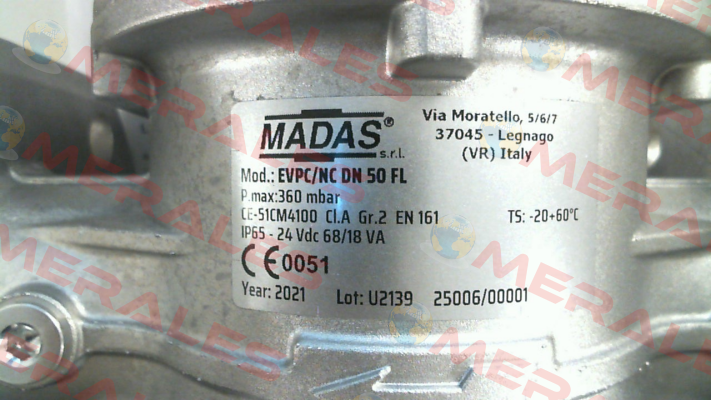 MADAS®
s.r.l.
Via Moratello, 5/6/7
37045 - Legnago
(VR) Italy
Mod.: EVPC/NC DN 50 FL
P.max:360 mbar
CE-51CM4100 Cl.A Gr.2 EN 161 TS: -20+60°C
IP65 - 24 Vdc 68/18 VA
CE 0051
Year: 2021 Lot: U2139 25006/00001
MERALES
MERALES
MERALES
MERALES
MERALES